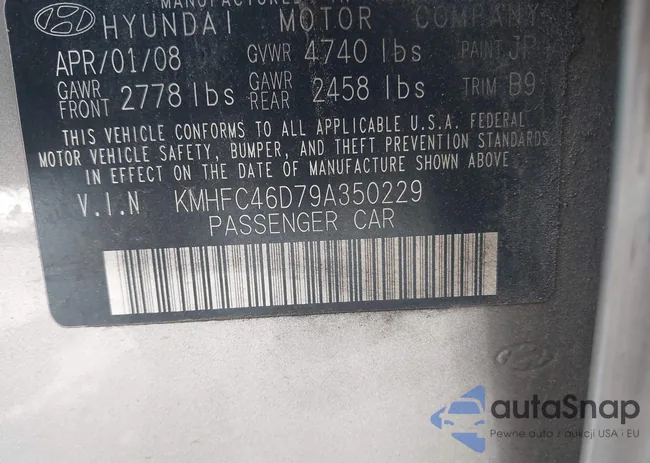 HYUNDAI MOTOR COMPANY
APR/01/08 GVWR 4740 lbs PAINT JP
GAWR FRONT 2778 lbs GAWR REAR 2458 lbs TRIM B9
THIS VEHICLE CONFORMS TO ALL APPLICABLE U.S.A. FEDERAL
MOTOR VEHICLE SAFETY, BUMPER, AND THEFT PREVENTION STANDARDS
IN EFFECT ON THE DATE OF MANUFACTURE SHOWN ABOVE
V.I.N KMHFC46D79A350229
PASSENGER CAR
autaSnap
Pewne auto z aukcji USA i EU